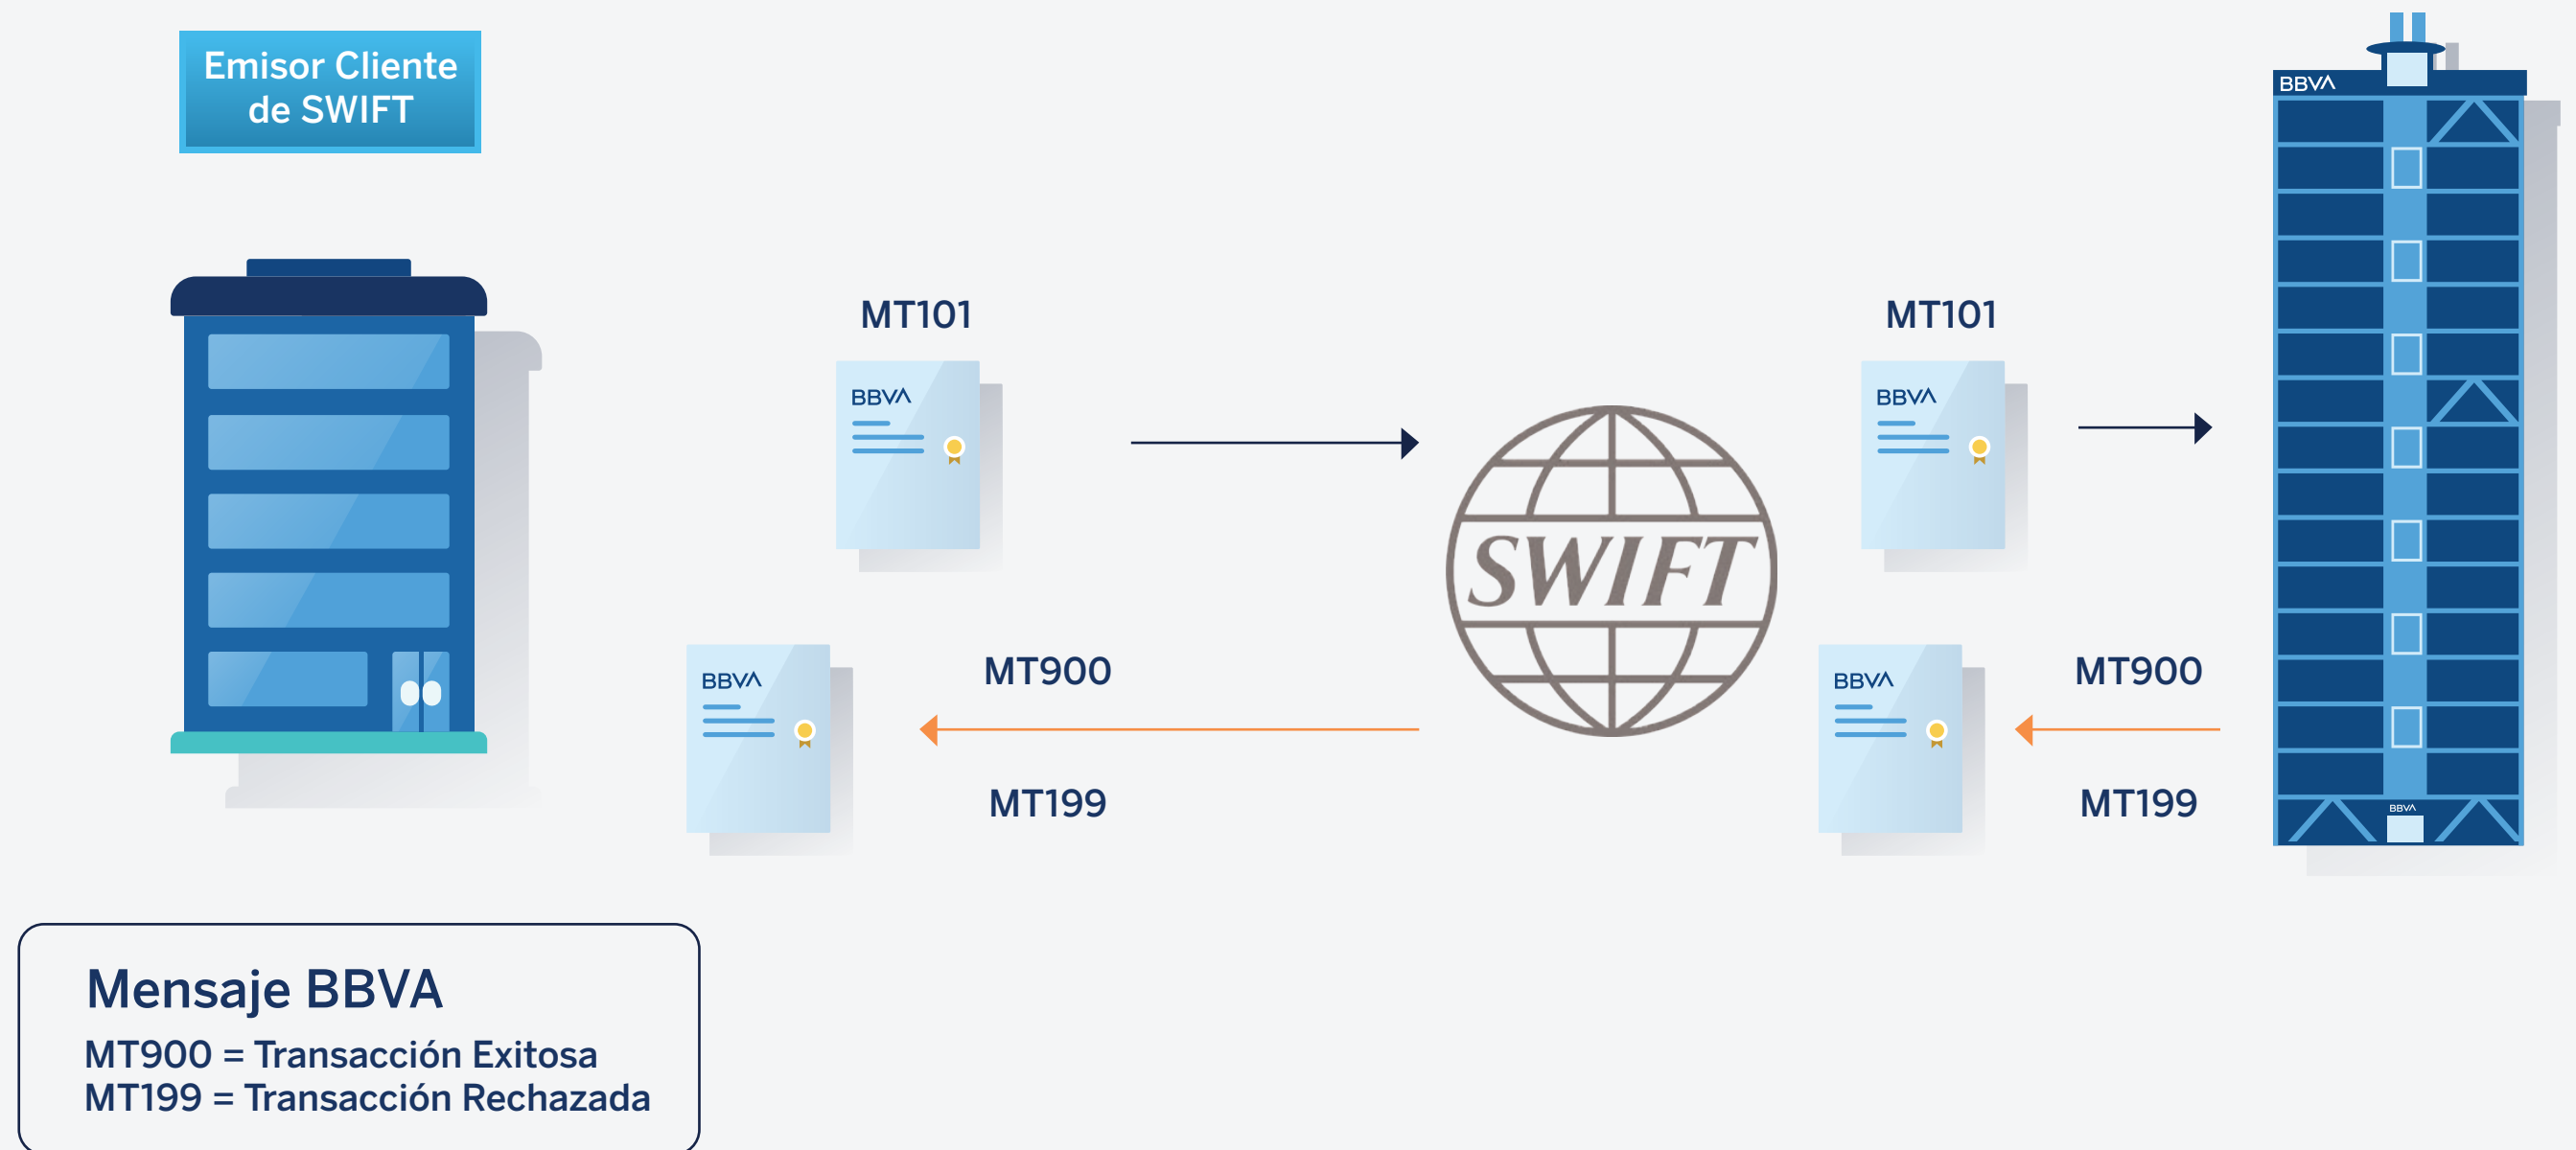 Emisor Cliente
de SWIFT
BBVA
MT101
MT101
BBVA
BBVA
SWIFT
MT900
MT900
BBVA
BBVA
MT199
MT199
BBVA
Mensaje BBVA
MT900 = Transacción Exitosa
MT199 = Transacción Rechazada